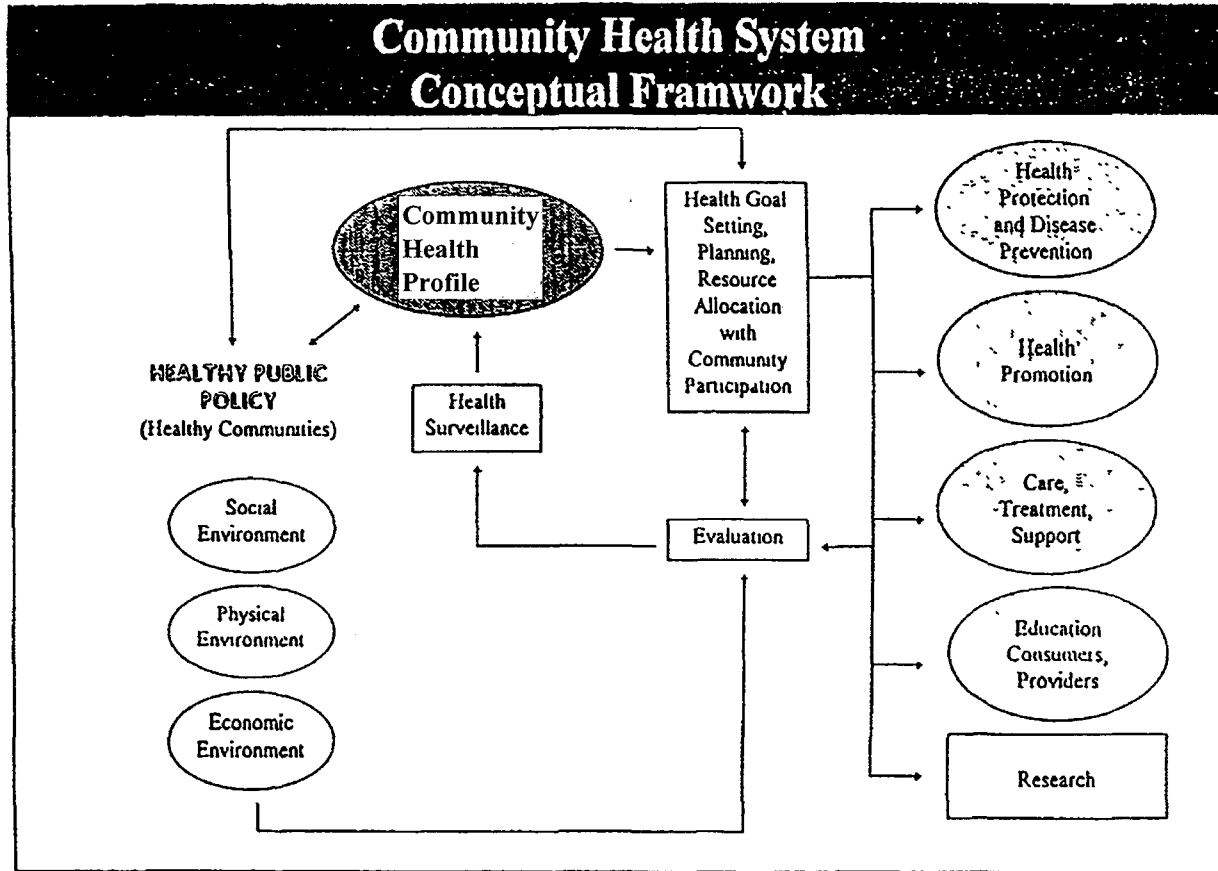 Community Health System
Conceptual Framwork
Community
Health
Profile
Health Goal
Setting,
Planning,
Resource
Allocation
with
Community
Participation
Health
Protection
and Disease
Prevention
Health
Promotion
HEALTHY PUBLIC
POLICY
(Healthy Communities)
Health
Surveillance
Care,
Treatment,
Support
Social
Environment
Evaluation
Physical
Environment
Education
Consumers,
Providers
Economic
Environment
Research